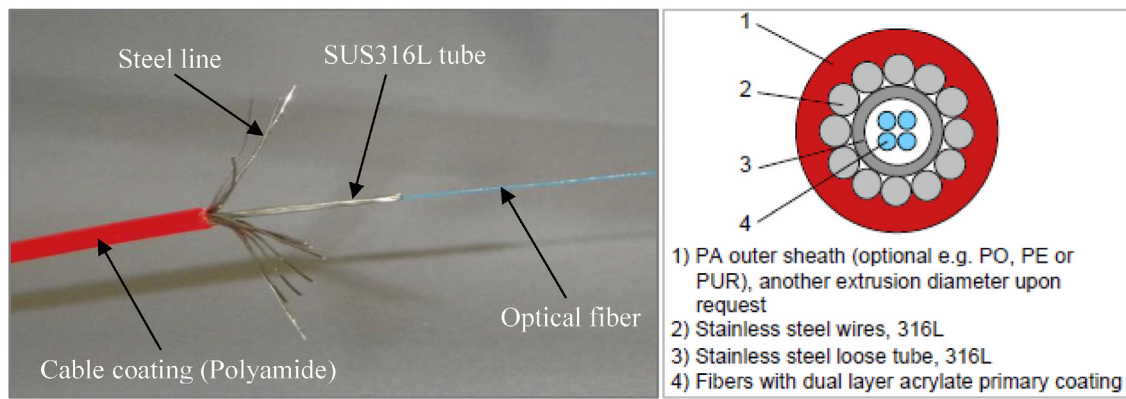 Steel line
SUS316L tube
Optical fiber
Cable coating (Polyamide)
1
2
3
4
1) PA outer sheath (optional e.g. PO, PE or
PUR), another extrusion diameter upon
request
2) Stainless steel wires, 316L
3) Stainless steel loose tube, 316L
4) Fibers with dual layer acrylate primary coating